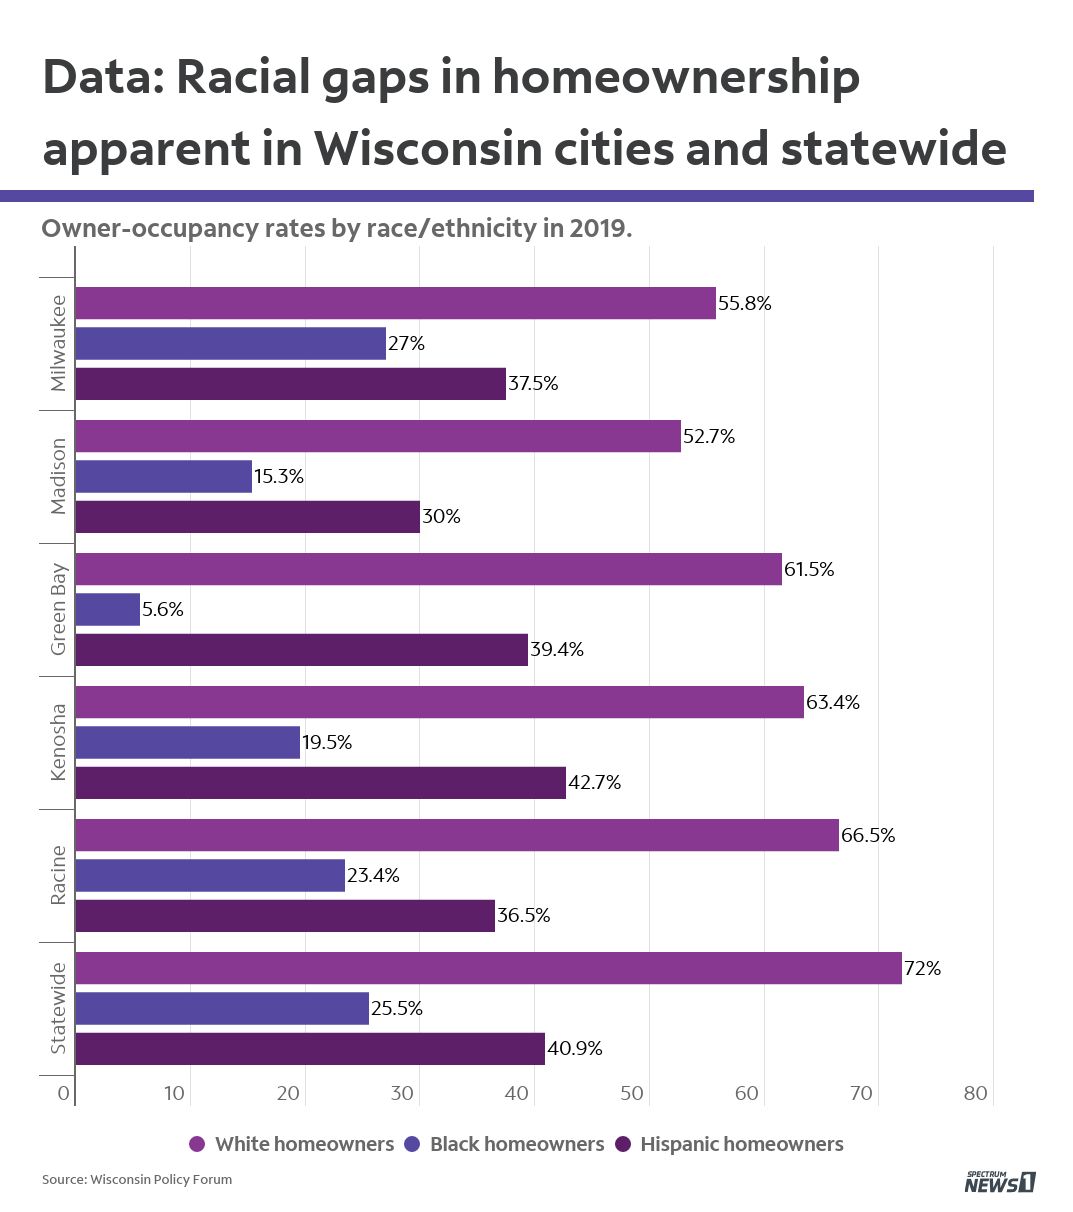 Data: Racial gaps in homeownership
apparent in Wisconsin cities and statewide
Owner-occupancy rates by race/ethnicity in 2019.
Milwaukee
55.8%
27%
37.5%
Madison
52.7%
15.3%
30%
Green Bay
61.5%
5.6%
39.4%
Kenosha
63.4%
19.5%
42.7%
Racine
66.5%
23.4%
36.5%
Statewide
72%
25.5%
40.9%
0 10 20 30 40 50 60 70 80
White homeowners Black homeowners Hispanic homeowners
Source: Wisconsin Policy Forum
SPECTRUM
NEWS 1